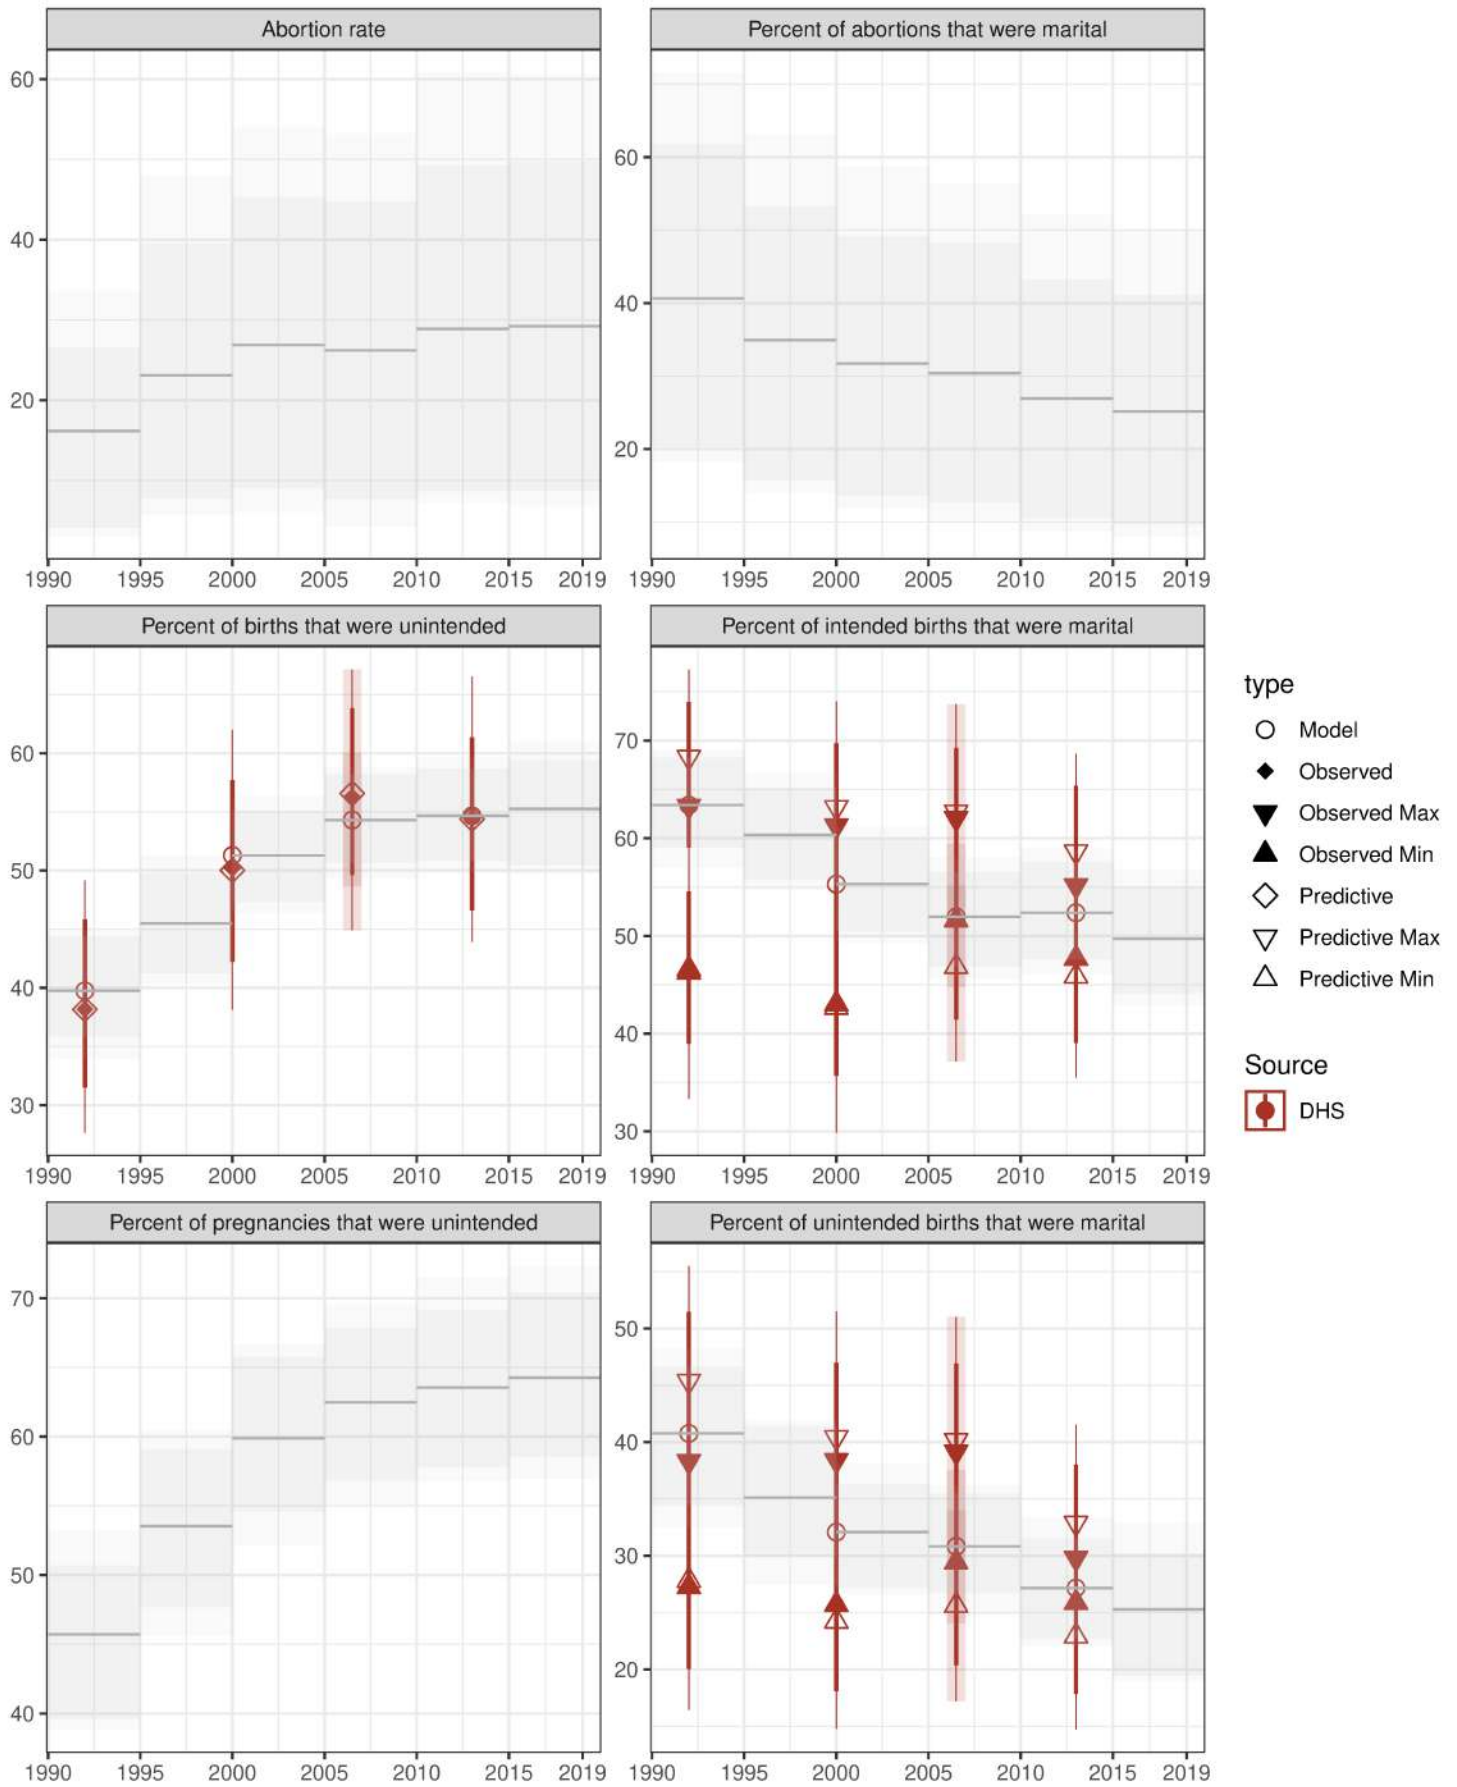 Abortion rate
Percent of abortions that were marital
60
40
20
60
40
20
1990 1995 2000 2005 2010 2015 2019
1990 1995 2000 2005 2010 2015 2019
Percent of births that were unintended
Percent of intended births that were marital
60
50
40
30
70
60
50
40
30
1990 1995 2000 2005 2010 2015 2019
1990 1995 2000 2005 2010 2015 2019
Percent of pregnancies that were unintended
Percent of unintended births that were marital
70
60
50
40
50
40
30
20
1990 1995 2000 2005 2010 2015 2019
1990 1995 2000 2005 2010 2015 2019
type
Model
Observed
Observed Max
Observed Min
Predictive
Predictive Max
Predictive Min
Source
DHS